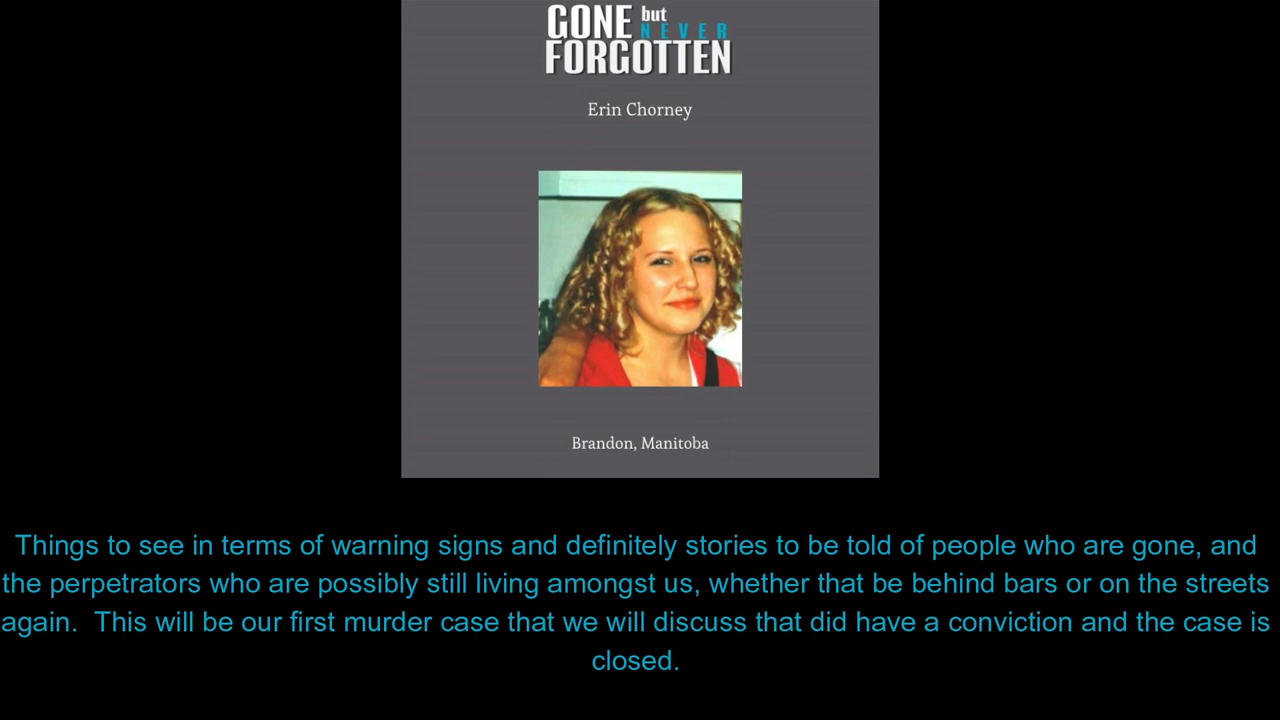 GONE but
NEVER
FORGOTTEN
Erin Chorney
Brandon, Manitoba
Things to see in terms of warning signs and definitely stories to be told of people who are gone, and
the perpetrators who are possibly still living amongst us, whether that be behind bars or on the streets
again.  This will be our first murder case that we will discuss that did have a conviction and the case is
closed.